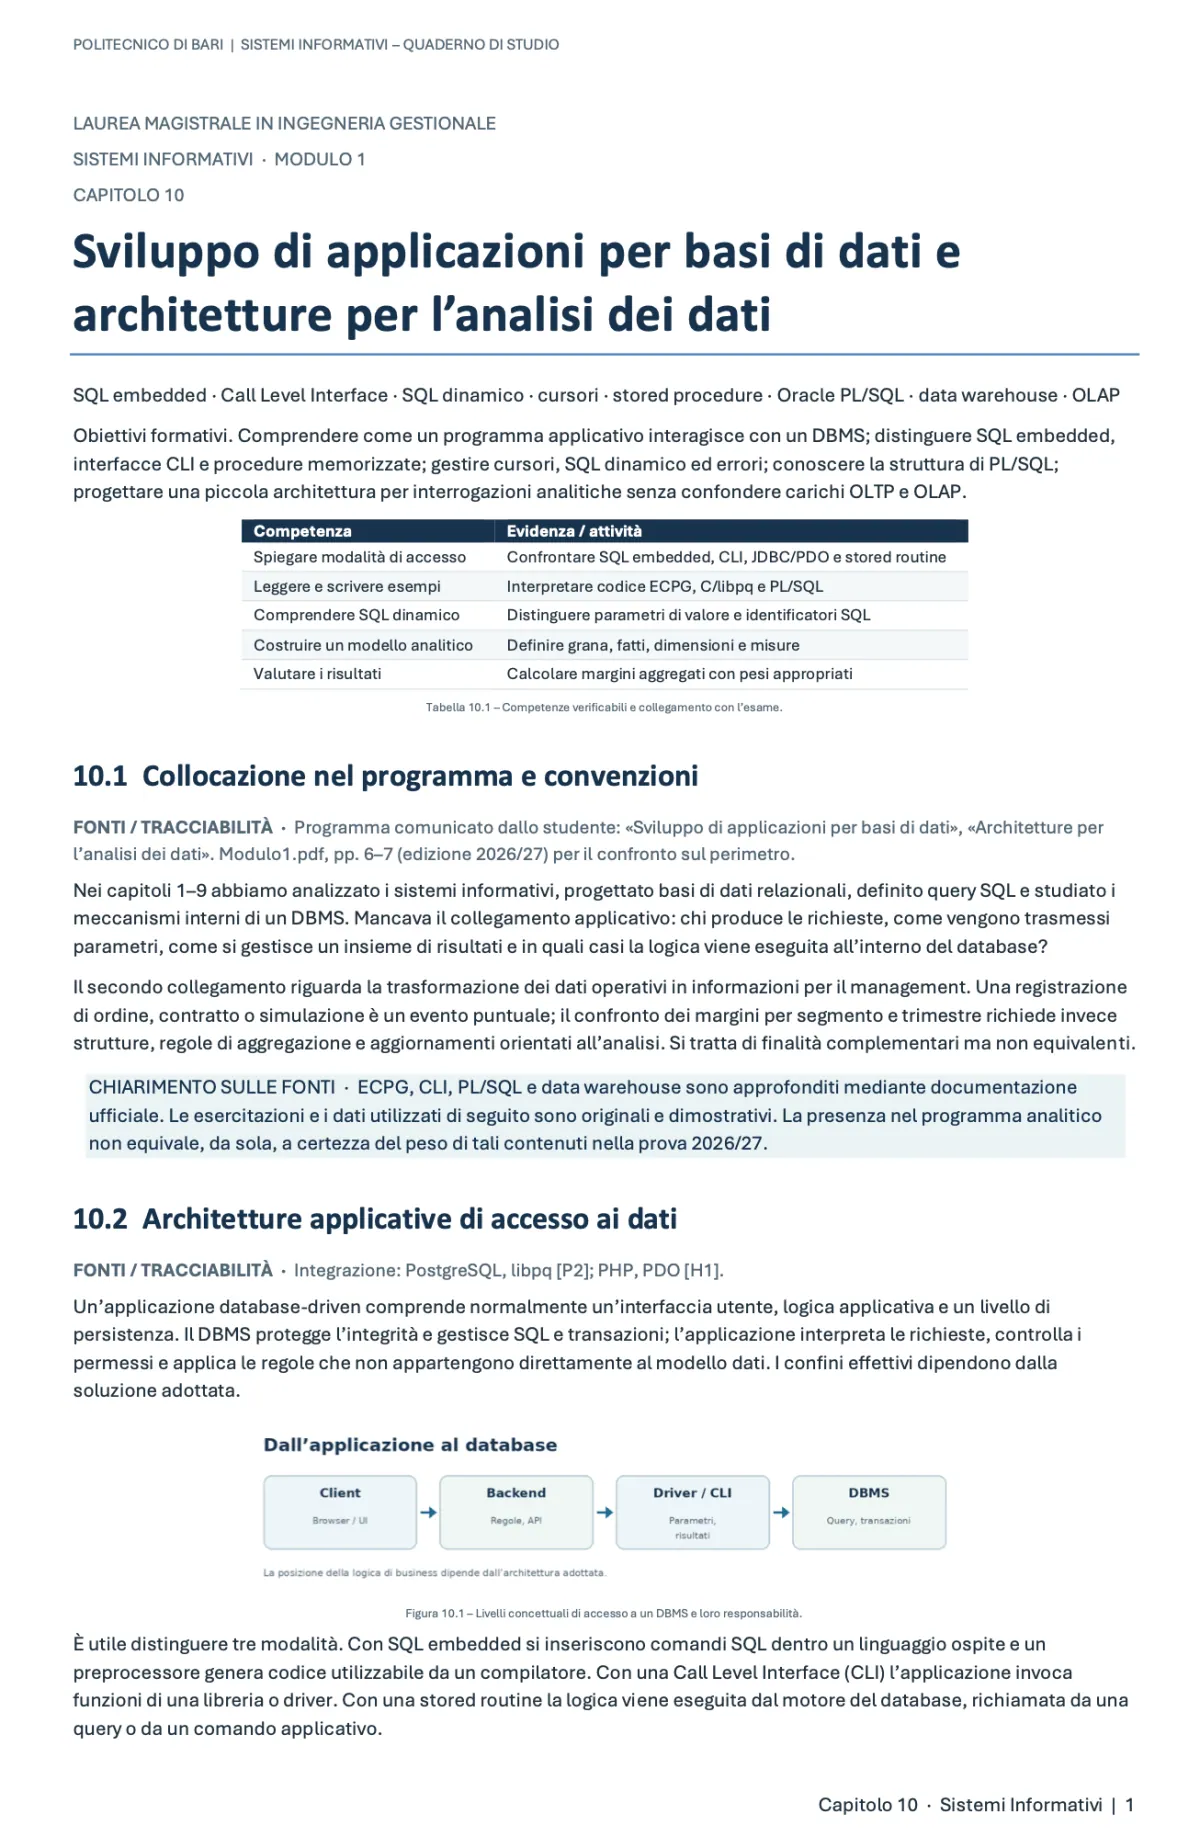 POLITECNICO DI BARI | SISTEMI INFORMATIVI – QUADERNO DI STUDIO
LAUREA MAGISTRALE IN INGEGNERIA GESTIONALE
SISTEMI INFORMATIVI · MODULO 1
CAPITOLO 10
Sviluppo di applicazioni per basi di dati e
architetture per l’analisi dei dati
SQL embedded · Call Level Interface · SQL dinamico · cursori · stored procedure · Oracle PL/SQL · data warehouse · OLAP
Obiettivi formativi. Comprendere come un programma applicativo interagisce con un DBMS; distinguere SQL embedded,
interfacce CLI e procedure memorizzate; gestire cursori, SQL dinamico ed errori; conoscere la struttura di PL/SQL;
progettare una piccola architettura per interrogazioni analitiche senza confondere carichi OLTP e OLAP.
Competenza Evidenza / attività
Spiegare modalità di accesso Confrontare SQL embedded, CLI, JDBC/PDO e stored routine
Leggere e scrivere esempi Interpretare codice ECPG, C/libpq e PL/SQL
Comprendere SQL dinamico Distinguere parametri di valore e identificatori SQL
Costruire un modello analitico Definire grana, fatti, dimensioni e misure
Valutare i risultati Calcolare margini aggregati con pesi appropriati
Tabella 10.1 – Competenze verificabili e collegamento con l’esame.
10.1 Collocazione nel programma e convenzioni
FONTI / TRACCIABILITÀ · Programma comunicato dallo studente: «Sviluppo di applicazioni per basi di dati», «Architetture per
l’analisi dei dati». Modulo1.pdf, pp. 6–7 (edizione 2026/27) per il confronto sul perimetro.
Nei capitoli 1–9 abbiamo analizzato i sistemi informativi, progettato basi di dati relazionali, definito query SQL e studiato i
meccanismi interni di un DBMS. Mancava il collegamento applicativo: chi produce le richieste, come vengono trasmessi
parametri, come si gestisce un insieme di risultati e in quali casi la logica viene eseguita all’interno del database?
Il secondo collegamento riguarda la trasformazione dei dati operativi in informazioni per il management. Una registrazione
di ordine, contratto o simulazione è un evento puntuale; il confronto dei margini per segmento e trimestre richiede invece
strutture, regole di aggregazione e aggiornamenti orientati all’analisi. Si tratta di finalità complementari ma non equivalenti.
CHIARIMENTO SULLE FONTI · ECPG, CLI, PL/SQL e data warehouse sono approfonditi mediante documentazione
ufficiale. Le esercitazioni e i dati utilizzati di seguito sono originali e dimostrativi. La presenza nel programma analitico
non equivale, da sola, a certezza del peso di tali contenuti nella prova 2026/27.
10.2 Architetture applicative di accesso ai dati
FONTI / TRACCIABILITÀ · Integrazione: PostgreSQL, libpq [P2]; PHP, PDO [H1].
Un’applicazione database-driven comprende normalmente un’interfaccia utente, logica applicativa e un livello di
persistenza. Il DBMS protegge l’integrità e gestisce SQL e transazioni; l’applicazione interpreta le richieste, controlla i
permessi e applica le regole che non appartengono direttamente al modello dati. I confini effettivi dipendono dalla
soluzione adottata.
Dall’applicazione al database
Client Backend Driver / CLI DBMS
Browser / UI Regole, API Parametri, Query, transazioni
risultati
La posizione della logica di business dipende dall’architettura adottata.
Figura 10.1 – Livelli concettuali di accesso a un DBMS e loro responsabilità.
È utile distinguere tre modalità. Con SQL embedded si inseriscono comandi SQL dentro un linguaggio ospite e un
preprocessore genera codice utilizzabile da un compilatore. Con una Call Level Interface (CLI) l’applicazione invoca
funzioni di una libreria o driver. Con una stored routine la logica viene eseguita dal motore del database, richiamata da una
query o da un comando applicativo.
Capitolo 10 · Sistemi Informativi | 1